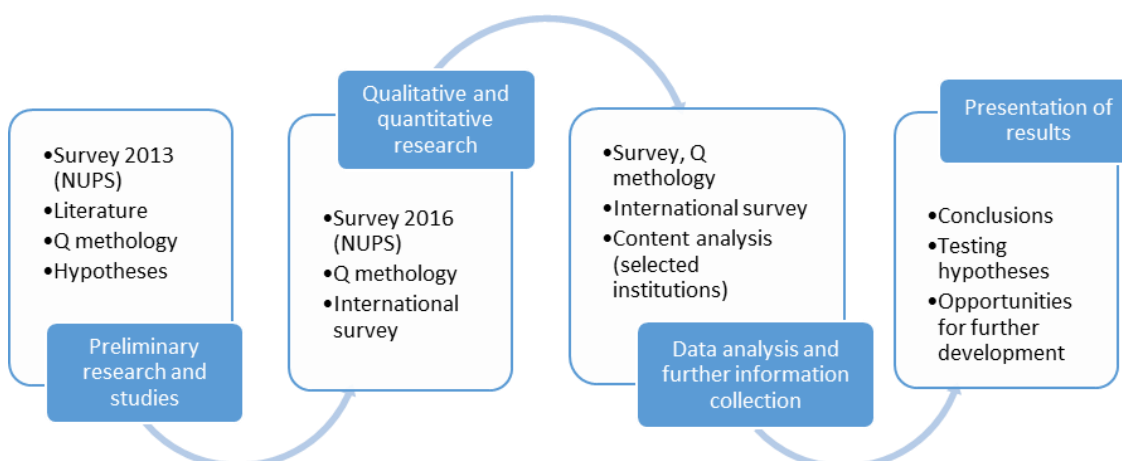 •Survey 2013
(NUPS)
•Literature
•Q methology
•Hypotheses
Preliminary
research and
studies
Qualitative and
quantitative
research
•Survey 2016
(NUPS)
•Q methology
•International
survey
•Survey, Q
methology
•International survey
•Content analysis
(selected
institutions)
Data analysis and
further information
collection
Presentation of
results
•Conclusions
•Testing
hypotheses
•Opportunities
for further
development